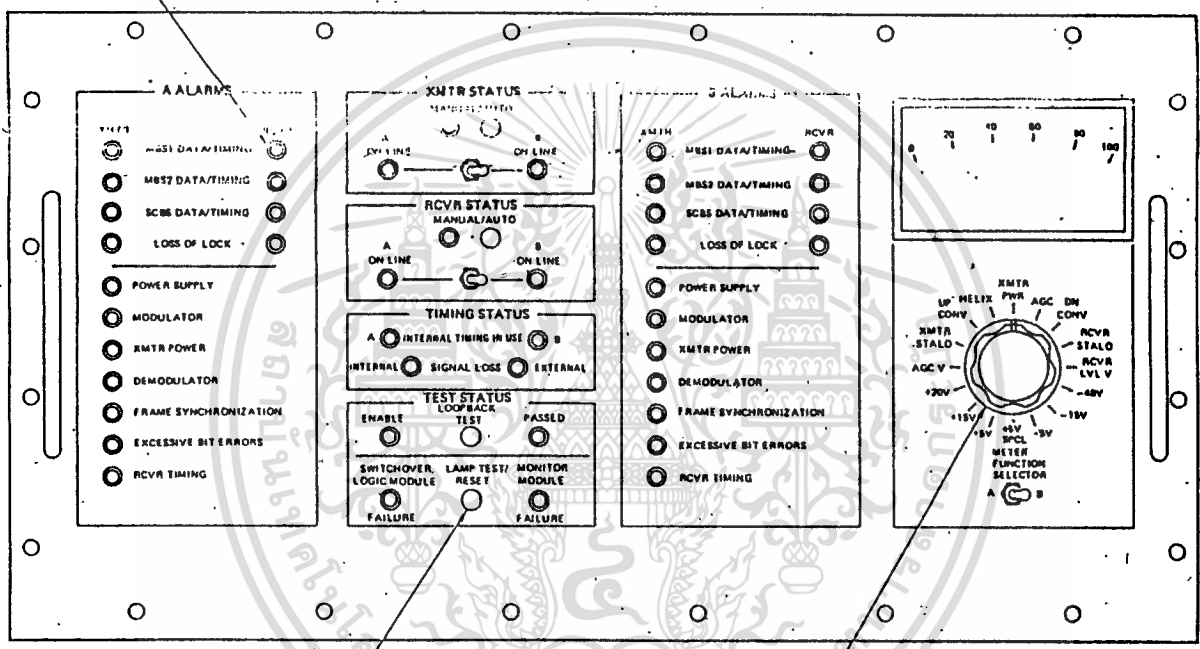 A ALARMS
MBS1 DATA/TIMING
MBS2 DATA/TIMING
SCBS DATA/TIMING
LOSS OF LOCK
POWER SUPPLY
MODULATOR
XMTR POWER
DEMODULATOR
FRAME SYNCHRONIZATION
EXCESSIVE BIT ERRORS
RCVR TIMING
XMTR STATUS
MANUAL/AUTO
A B
ON LINE ON LINE
RCVR STATUS
MANUAL/AUTO
A B
ON LINE ON LINE
TIMING STATUS
A INTERNAL TIMING IN USE B
INTERNAL SIGNAL LOSS EXTERNAL
TEST STATUS
ENABLE LOOPBACK TEST PASSED
SWITCHOVER LOGIC MODULE LAMP TEST/ RESET MONITOR MODULE
FAILURE FAILURE
ALARMS
XMTR RCVR
MBS1 DATA/TIMING
MBS2 DATA/TIMING
SCBS DATA/TIMING
LOSS OF LOCK
POWER SUPPLY
MODULATOR
XMTR POWER
DEMODULATOR
FRAME SYNCHRONIZATION
EXCESSIVE BIT ERRORS
RCVR TIMING
0 20 40 60 80 100
XMTR PWR
AGC
DN CONV
RCVR STALO
RCVR LVL V
-48V
-15V
-5V
+5V SPCL
+5V
+15V
+20V
AGC V
XMTR STALO
UP CONV
HELIX
METER
FUNCTION
SELECTOR
A B